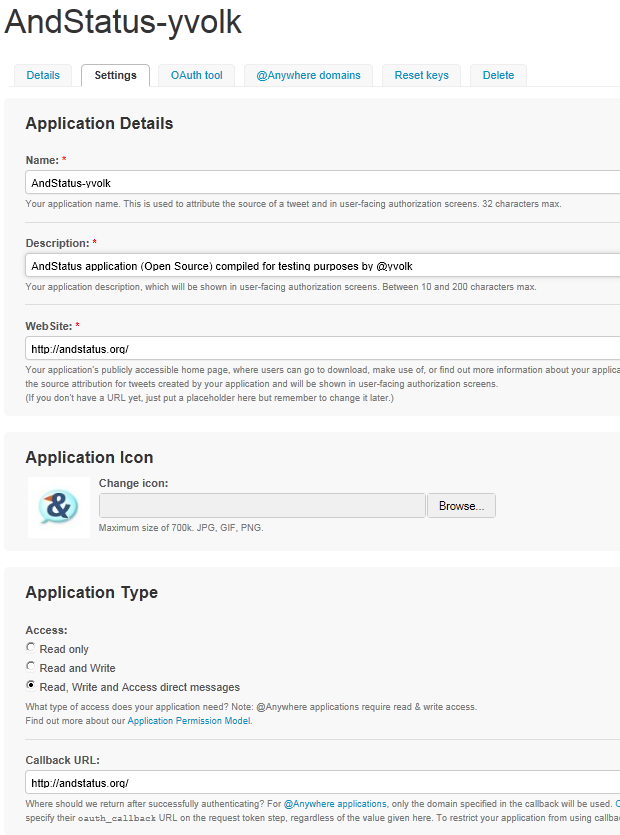 AndStatus-yvolk
Details Settings OAuth tool @Anywhere domains Reset keys Delete
Application Details
Name: *
AndStatus-yvolk
Your application name. This is used to attribute the source of a tweet and in user-facing authorization screens. 32 characters max.
Description: *
AndStatus application (Open Source) compiled for testing purposes by @yvolk
Your application description, which will be shown in user-facing authorization screens. Between 10 and 200 characters max.
WebSite: *
http://andstatus.org/
Your application's publicly accessible home page, where users can go to download, make use of, or find out more information about your
the source attribution for tweets created by your application and will be shown in user-facing authorization screens.
(If you don't have a URL yet, just put a placeholder here but remember to change it later.)
Application Icon
&
Change icon:
Browse...
Maximum size of 700k. JPG, GIF, PNG.
Application Type
Access:
Read only
Read and Write
Read, Write and Access direct messages
What type of access does your application need? Note: @Anywhere applications require read & write access.
Find out more about our Application Permission Model.
Callback URL:
http://andstatus.org/
Where should we return after successfully authenticating? For @Anywhere applications, only the domain specified in the callback will be used.
specify their oauth_callback URL on the request token step, regardless of the value given here. To restrict your application from using